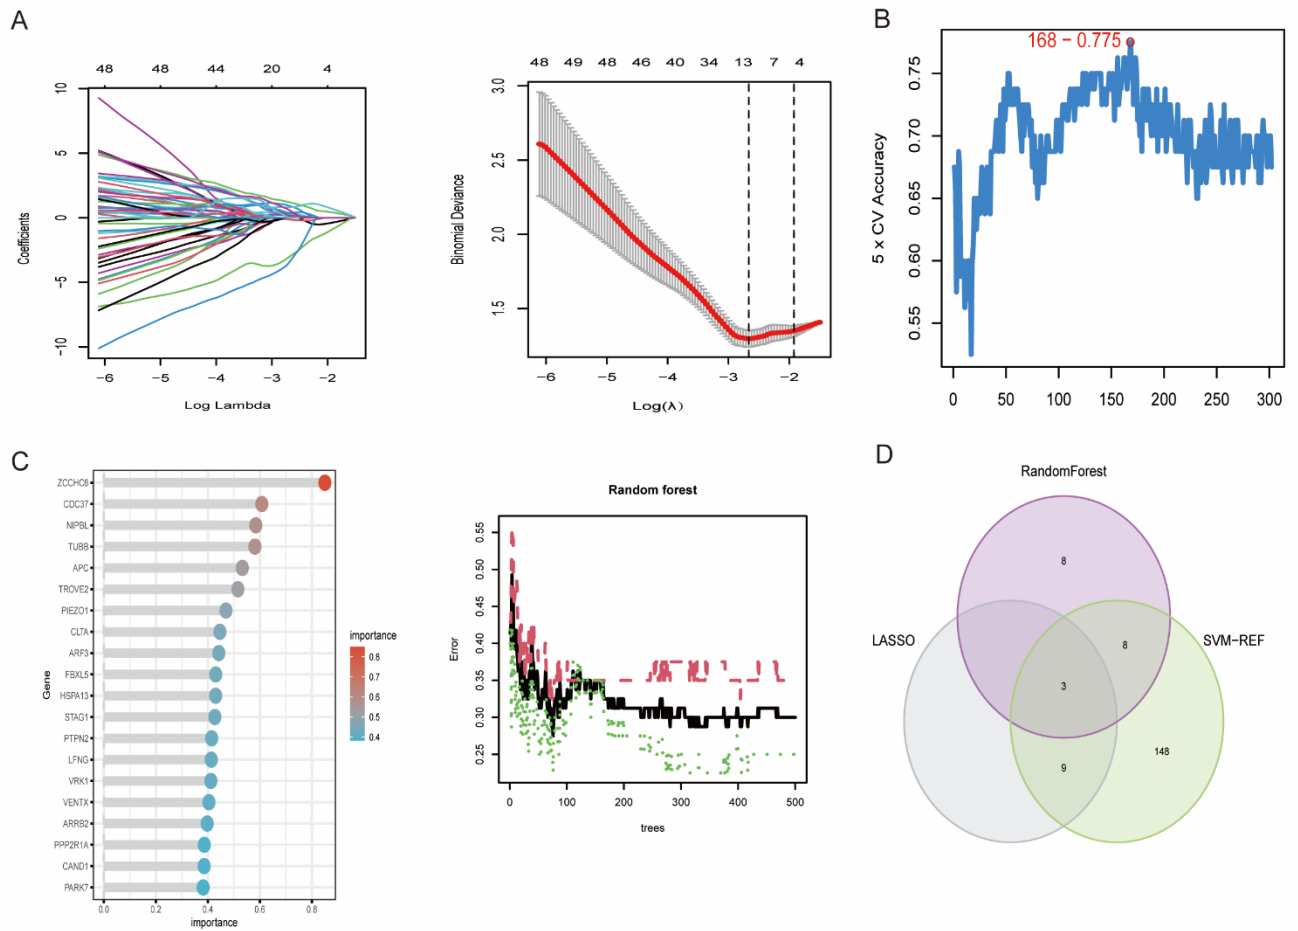 A
48 48 44 20 4
10
5
0
−5
−10
Coefficients
−6 −5 −4 −3 −2
Log Lambda
48 49 48 46 40 34 13 7 4
3.0
2.5
2.0
1.5
Binomial Deviance
−6 −5 −4 −3 −2
Log(λ)
B
168 − 0.775
0.75
0.70
0.65
0.60
0.55
5 x CV Accuracy
0 50 100 150 200 250 300
C
Gene
ZCCHC6
CDC37
NIPBL
TUBB
APC
TROVE2
PIEZO1
CLTA
ARF3
FBXL5
HSPA13
STAG1
PTPN2
LFNG
VRK1
VENTX
ARRB2
PPP2R1A
CAND1
PARK7
0.0 0.2 0.4 0.6 0.8
importance
importance
0.8
0.6
0.5
0.4
Random forest
0.55
0.50
0.45
0.40
0.35
0.30
0.25
Error
0 100 200 300 400 500
trees
D
RandomForest
8
LASSO
8
SVM−REF
3
148
9